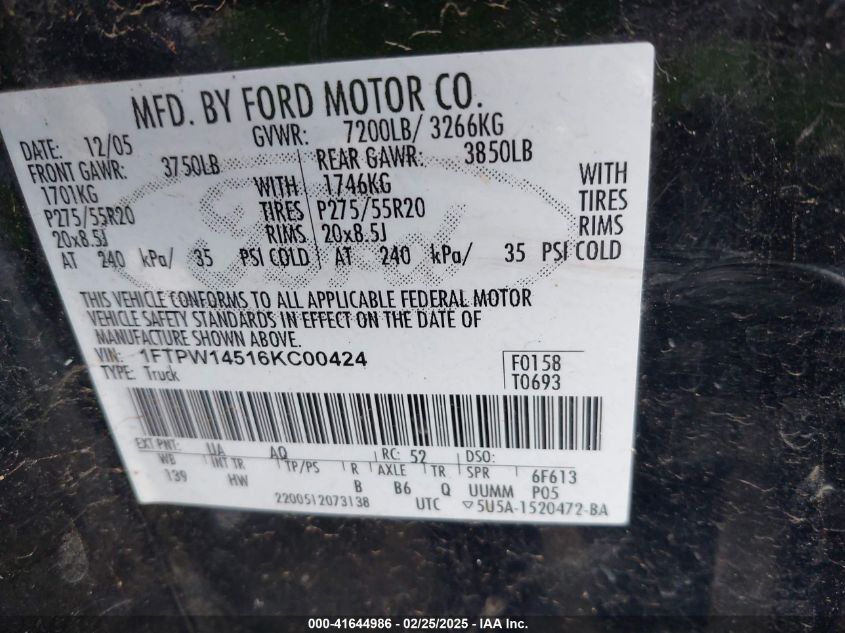 MFD. BY FORD MOTOR CO.
DATE: 12/05 GVWR: 7200LB/ 3266KG
FRONT GAWR: 3750LB REAR GAWR: 3850LB
1701KG WITH 1746KG WITH
P275/55R20 TIRES P275/55R20 TIRES
20x8.5J RIMS 20x8.5J RIMS
AT 240 kPa/ 35 PSI COLD AT 240 kPa/ 35 PSI COLD
THIS VEHICLE CONFORMS TO ALL APPLICABLE FEDERAL MOTOR
VEHICLE SAFETY STANDARDS IN EFFECT ON THE DATE OF
MANUFACTURE SHOWN ABOVE.
VIN: 1FTPW14516KC00424 F0158
TYPE: Truck T0693
EXT PNT: UA AQ RC: 52 DSO:
WB INT TR TP/PS R AXLE TR SPR 6F613
139 HW B B6 Q UUMM P05
2200512073138 UTC ▽5U5A-1520472-BA
Ford
000-41644986 - 02/25/2025 - IAA Inc.